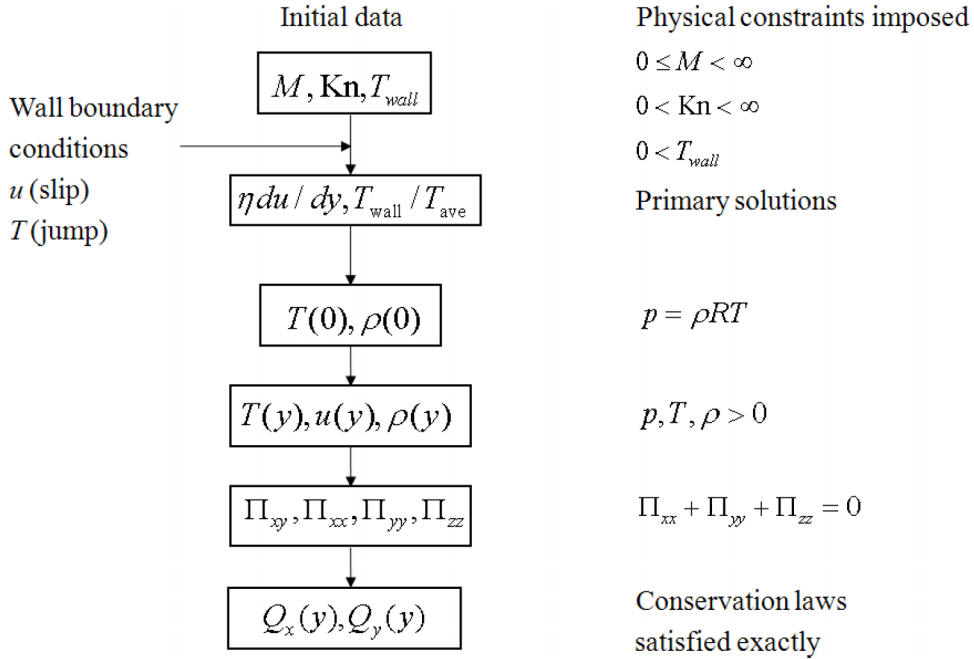 Initial data
M, Kn, T_wall
Wall boundary
conditions
u (slip)
T (jump)
ηdu / dy, T_wall / T_ave
T(0), ρ(0)
T(y), u(y), ρ(y)
Π_xy, Π_xx, Π_yy, Π_zz
Q_x(y), Q_y(y)
Physical constraints imposed
0 ≤ M < ∞
0 < Kn < ∞
0 < T_wall
Primary solutions
p = ρRT
p, T, ρ > 0
Π_xx + Π_yy + Π_zz = 0
Conservation laws
satisfied exactly